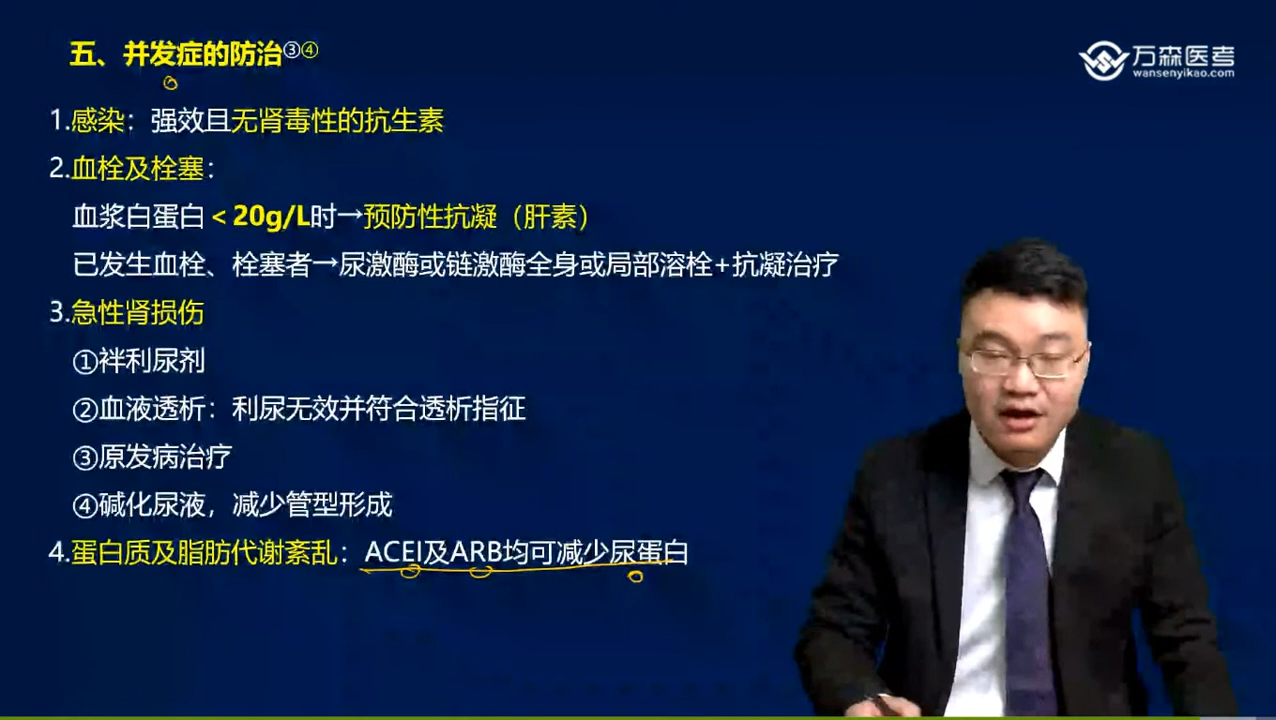 五、并发症的防治③④
万森医考
wansenyikao.com
1.感染：强效且无肾毒性的抗生素
2.血栓及栓塞：
血浆白蛋白＜20g/L时→预防性抗凝（肝素）
已发生血栓、栓塞者→尿激酶或链激酶全身或局部溶栓+抗凝治疗
3.急性肾损伤
①袢利尿剂
②血液透析：利尿无效并符合透析指征
③原发病治疗
④碱化尿液，减少管型形成
4.蛋白质及脂肪代谢紊乱：ACEI及ARB均可减少尿蛋白